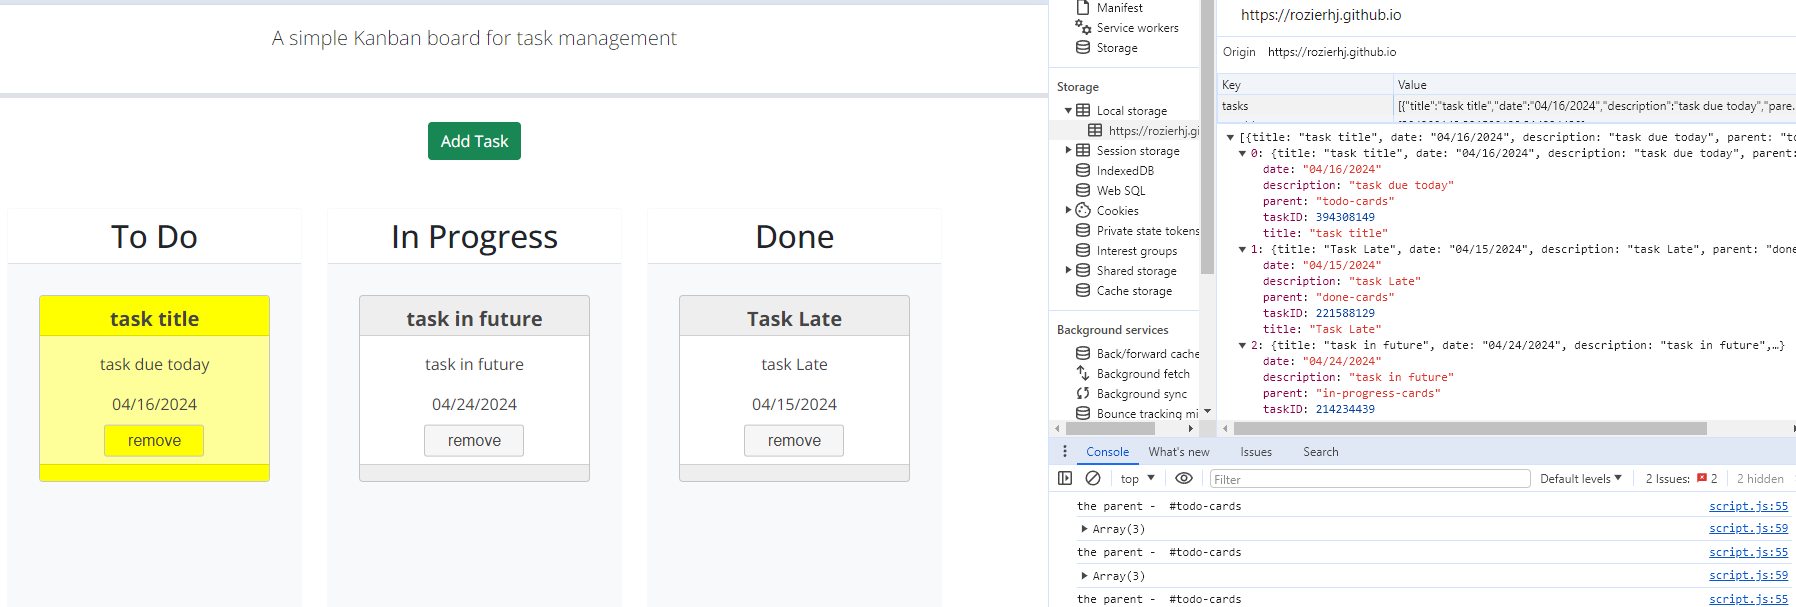 A simple Kanban board for task management
Add Task
To Do
task title
task due today
04/16/2024
remove
In Progress
task in future
task in future
04/24/2024
remove
Done
Task Late
task Late
04/15/2024
remove
Manifest
Service workers
Storage
Storage
Local storage
https://rozierhj.gi
Session storage
IndexedDB
Web SQL
Cookies
Private state tokens
Interest groups
Shared storage
Cache storage
Background services
Back/forward cache
Background fetch
Background sync
Bounce tracking mi
https://rozierhj.github.io
Origin https://rozierhj.github.io
Key Value
tasks [{"title":"task title","date":"04/16/2024","description":"task due today","pare...
[{title: "task title", date: "04/16/2024", description: "task due today", parent: "to
0: {title: "task title", date: "04/16/2024", description: "task due today", parent:
date: "04/16/2024"
description: "task due today"
parent: "todo-cards"
taskID: 394308149
title: "task title"
1: {title: "Task Late", date: "04/15/2024", description: "task Late", parent: "done
date: "04/15/2024"
description: "task Late"
parent: "done-cards"
taskID: 221588129
title: "Task Late"
2: {title: "task in future", date: "04/24/2024", description: "task in future",…}
date: "04/24/2024"
description: "task in future"
parent: "in-progress-cards"
taskID: 214234439
Console What's new Issues Search
top Filter Default levels 2 Issues: 2 2 hidden
the parent - #todo-cards script.js:55
Array(3) script.js:59
the parent - #todo-cards script.js:55
Array(3) script.js:59
the parent - #todo-cards script.js:55